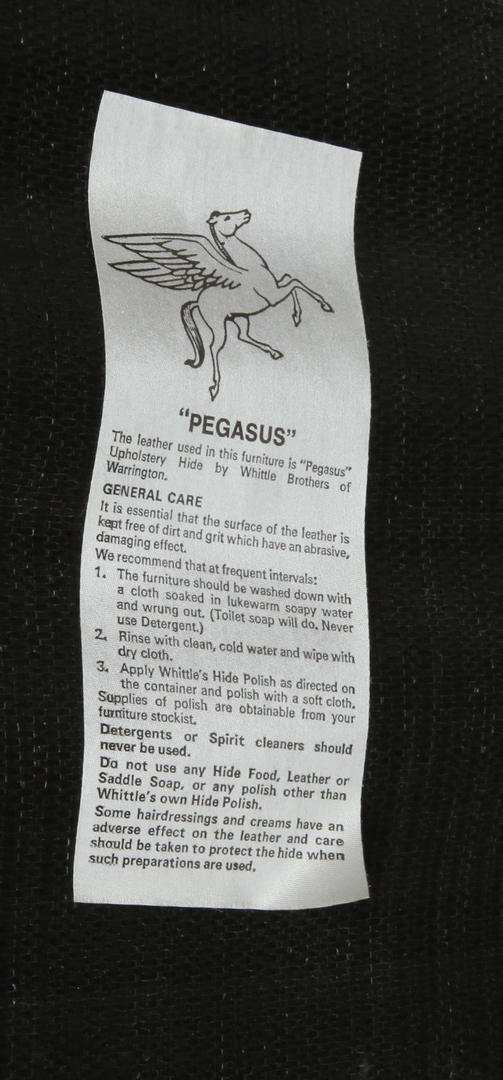 "PEGASUS"
The leather used in this furniture is "Pegasus"
Upholstery Hide by Whittle Brothers of
Warrington.
GENERAL CARE
It is essential that the surface of the leather is
kept free of dirt and grit which have an abrasive,
damaging effect.
We recommend that at frequent intervals:
1. The furniture should be washed down with
a cloth soaked in lukewarm soapy water
and wrung out. (Toilet soap will do. Never
use Detergent.)
2. Rinse with clean, cold water and wipe with
dry cloth.
3. Apply Whittle's Hide Polish as directed on
the container and polish with a soft cloth.
Supplies of polish are obtainable from your
furniture stockist.
Detergents or Spirit cleaners should
never be used.
Do not use any Hide Food, Leather or
Saddle Soap, or any polish other than
Whittle's own Hide Polish.
Some hairdressings and creams have an
adverse effect on the leather and care
should be taken to protect the hide when
such preparations are used.